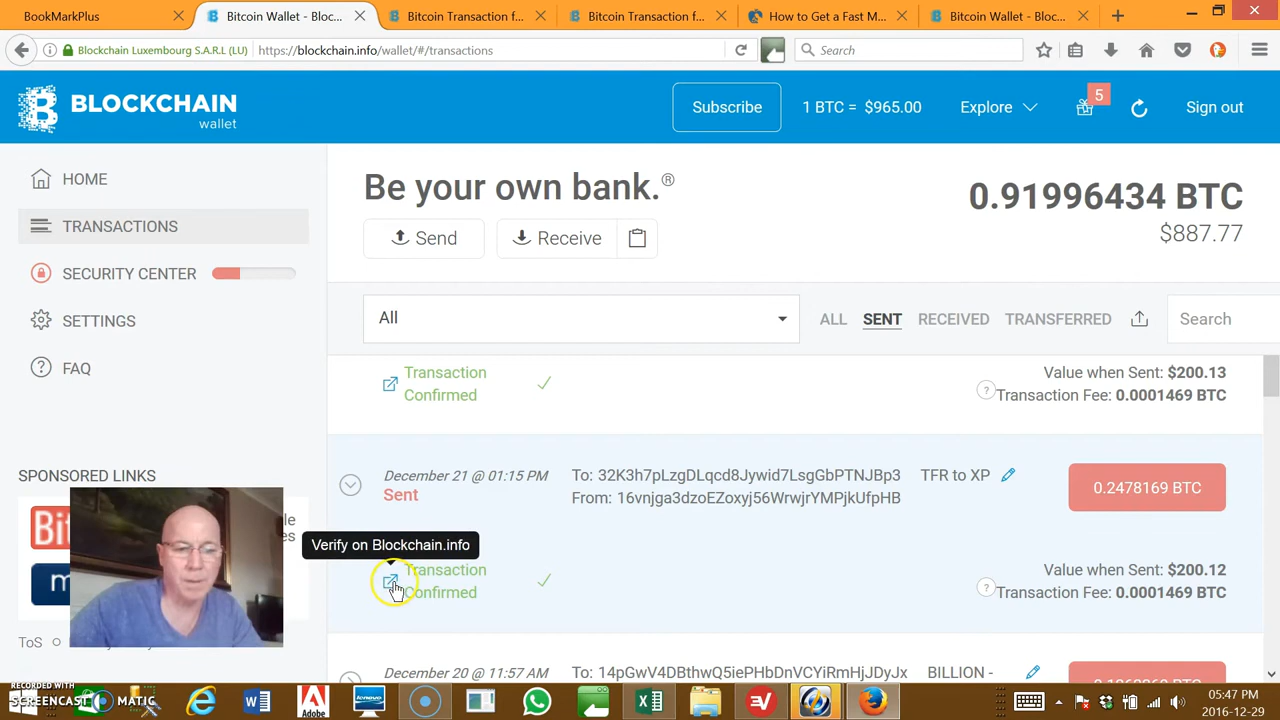 BookMarkPlus
Bitcoin Wallet - Bloc...
Bitcoin Transaction f...
Bitcoin Transaction f...
How to Get a Fast M...
Bitcoin Wallet - Bloc...
Blockchain Luxembourg S.A.R.L (LU)
https://blockchain.info/wallet/#/transactions
Search
BLOCKCHAIN
wallet
Subscribe
1 BTC = $965.00
Explore
5
Sign out
HOME
TRANSACTIONS
SECURITY CENTER
SETTINGS
FAQ
Be your own bank.®
0.91996434 BTC
$887.77
Send
Receive
All
ALL
SENT
RECEIVED
TRANSFERRED
Search
Transaction
Confirmed
Value when Sent: $200.13
? Transaction Fee: 0.0001469 BTC
December 21 @ 01:15 PM
Sent
To: 32K3h7pLzgDLqcd8Jywid7LsgGbPTNJBp3
From: 16vnjga3dzoEZoxyj56WrwjrYMPjkUfpHB
TFR to XP
0.2478169 BTC
Verify on Blockchain.info
Transaction
Confirmed
Value when Sent: $200.12
? Transaction Fee: 0.0001469 BTC
December 20 @ 11:57 AM
To: 14pGwV4DBthwQ5iePHbDnVCYiRmHjJDyJx
BILLION -
SPONSORED LINKS
Bi
m
ToS
RECORDED WITH
SCREENCAST
MATIC
Adobe
lenovo
05:47 PM
2016-12-29